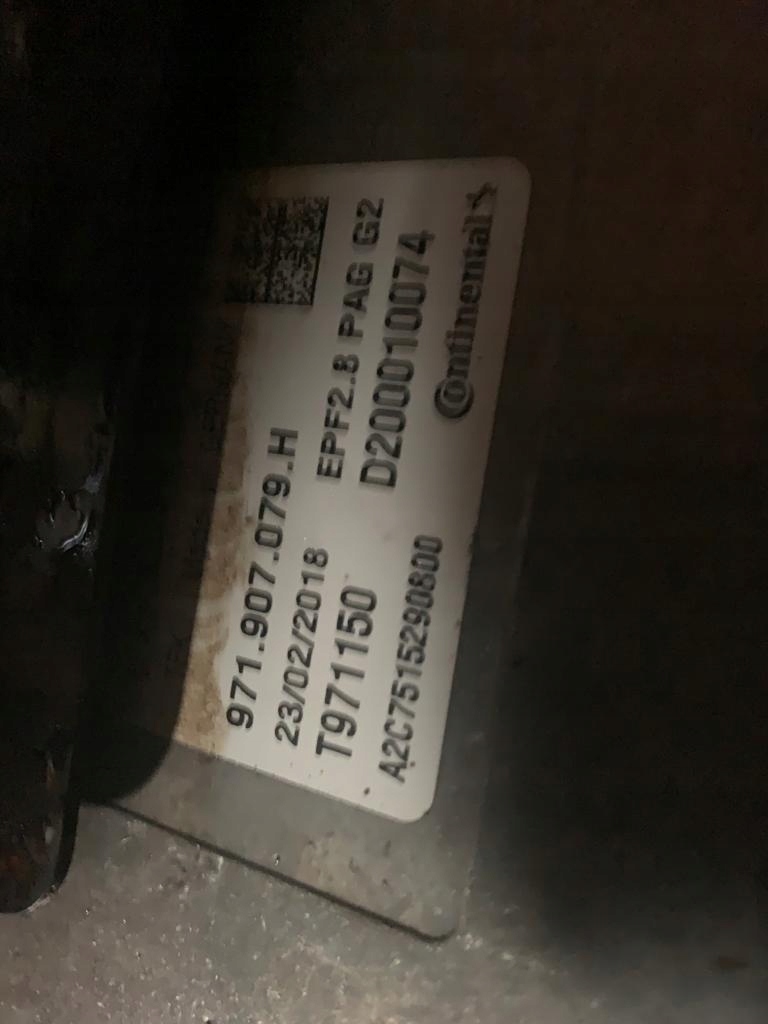 971.907.079.H
23/02/2018 EPF2.8 PAG G2
T971150 D200010074
A2C7515290800 Continental